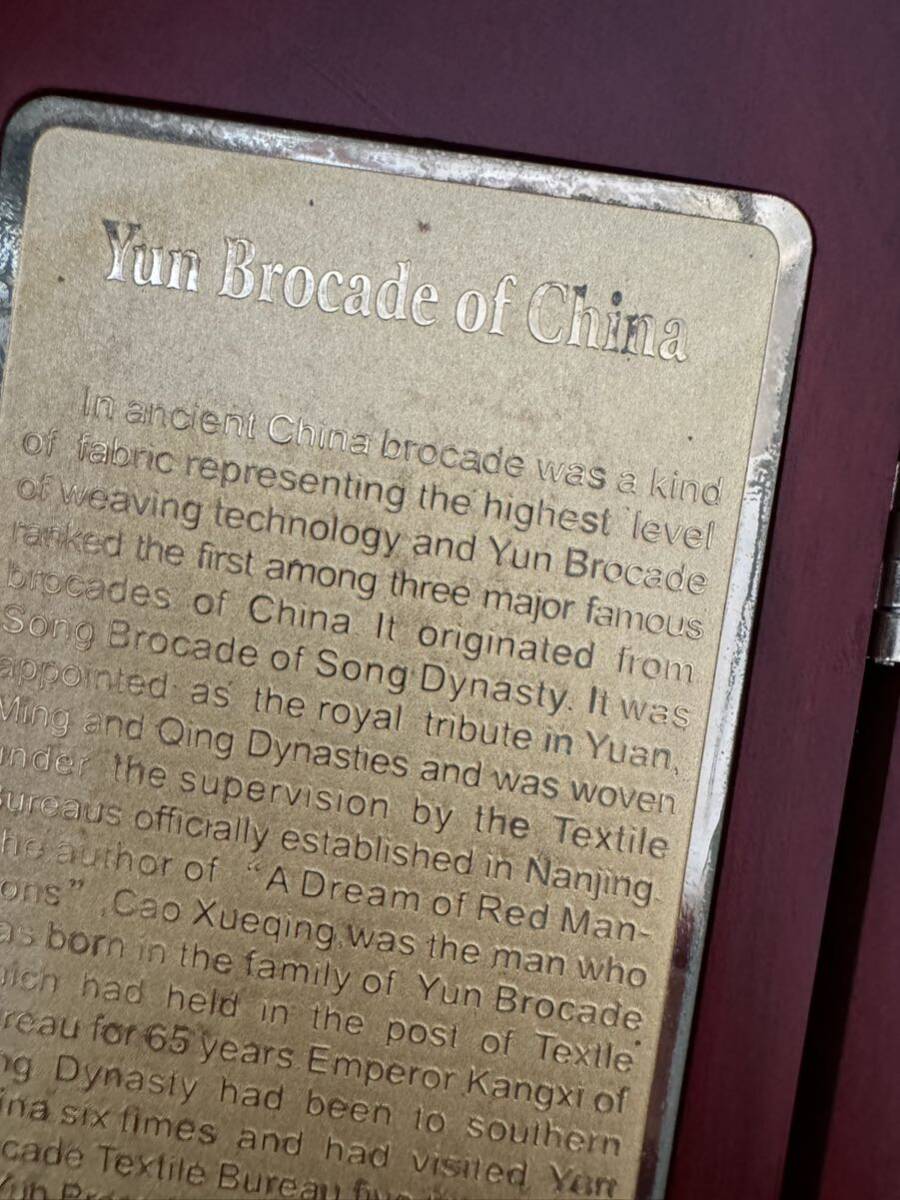 Yun Brocade of China
In ancient China brocade was a kind
of fabric representing the highest level
of weaving technology and Yun Brocade
ranked the first among three major famous
brocades of China. It originated from
Song Brocade of Song Dynasty. It was
appointed as the royal tribute in Yuan,
Ming and Qing Dynasties and was woven
under the supervision by the Textile
Bureaus officially established in Nanjing.
he author of "A Dream of Red Man-
ons" ,Cao Xueqing,was the man who
as born in the family of Yun Brocade
ich had held in the post of Textle
reau for 65 years Emperor Kangxi of
ng Dynasty had been to southern
ina six times and had visited Yun
cade Textile Bureau